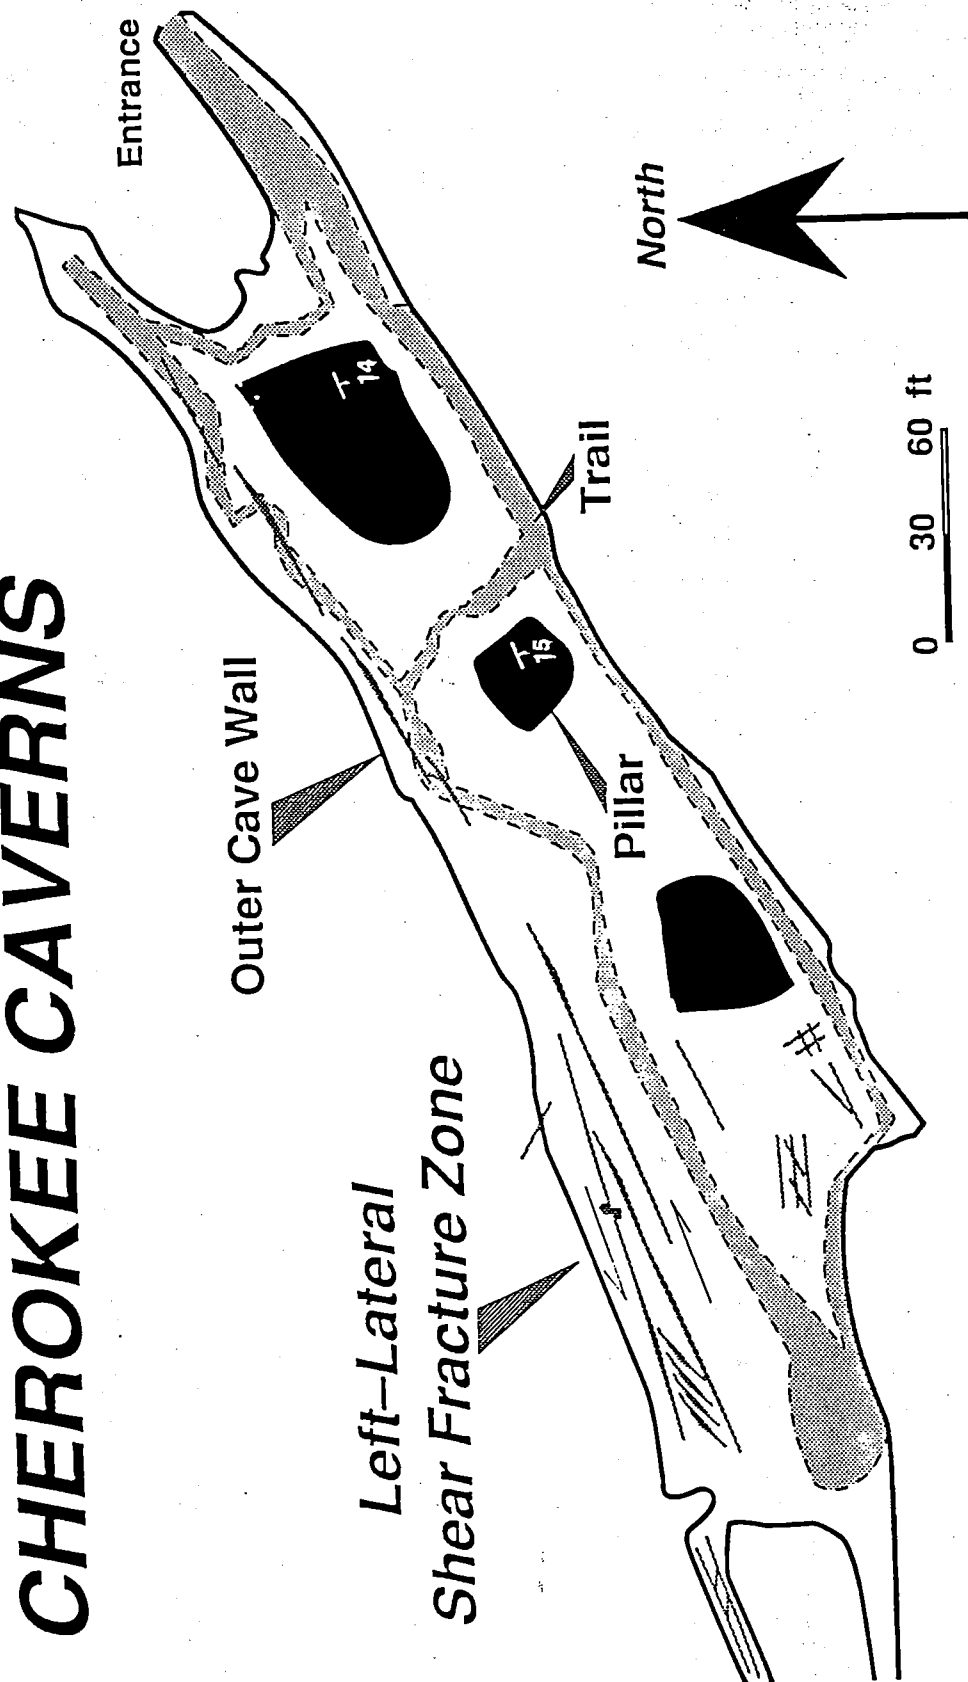 CHEROKEE CAVERNS
Entrance
Outer Cave Wall
Left–Lateral
Shear Fracture Zone
T
14
T
15
Trail
Pillar
North
0 30 60 ft